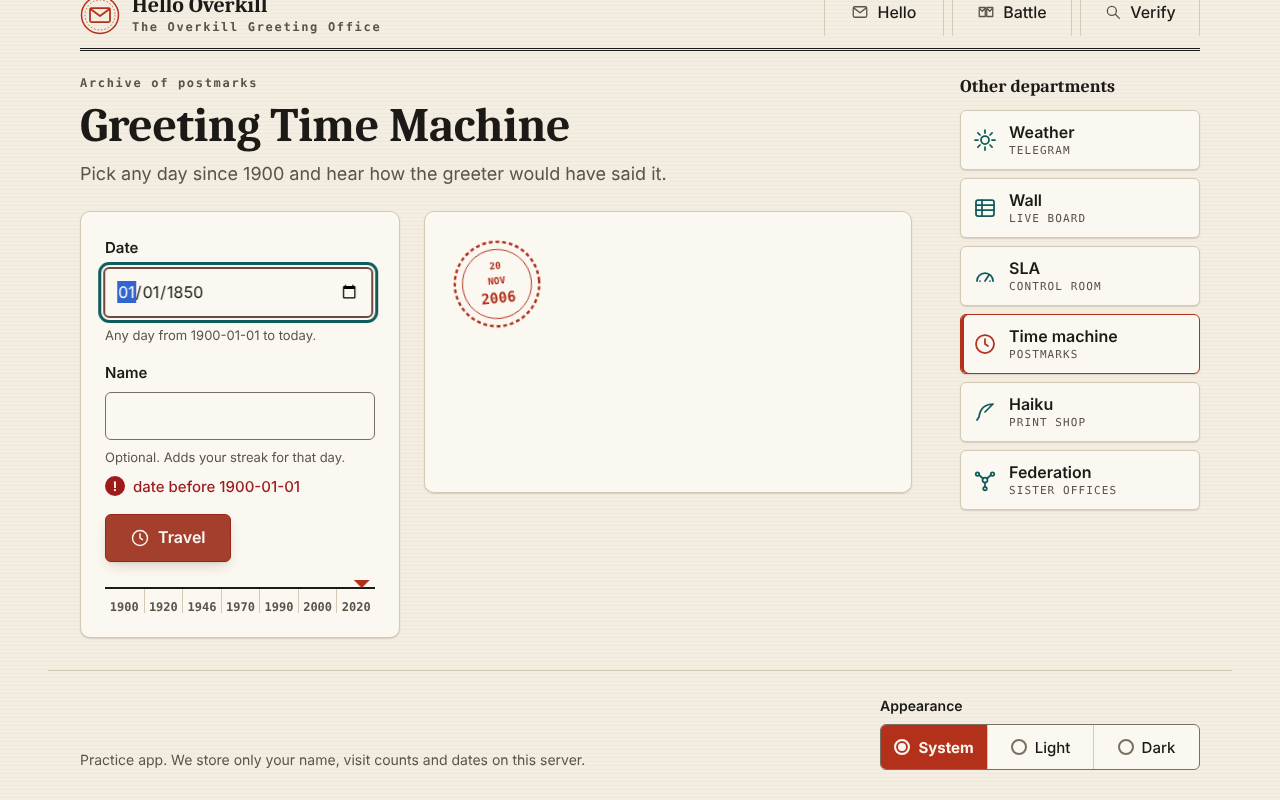 Hello Overkill
The Overkill Greeting Office
Hello
Battle
Verify
Archive of postmarks
Greeting Time Machine
Pick any day since 1900 and hear how the greeter would have said it.
Date
01/01/1850
Any day from 1900-01-01 to today.
Name
Optional. Adds your streak for that day.
! date before 1900-01-01
Travel
1900 1920 1946 1970 1990 2000 2020
20
NOV
2006
Other departments
Weather
TELEGRAM
Wall
LIVE BOARD
SLA
CONTROL ROOM
Time machine
POSTMARKS
Haiku
PRINT SHOP
Federation
SISTER OFFICES
Practice app. We store only your name, visit counts and dates on this server.
Appearance
System
Light
Dark